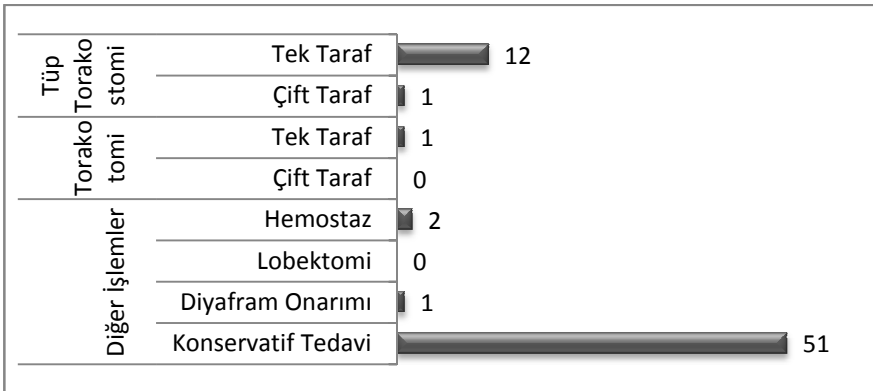 Tüp
Torako
stomi
Tek Taraf 12
Çift Taraf 1
Torako
tomi
Tek Taraf 1
Çift Taraf 0
Diğer İşlemler
Hemostaz 2
Lobektomi 0
Diyafram Onarımı 1
Konservatif Tedavi 51